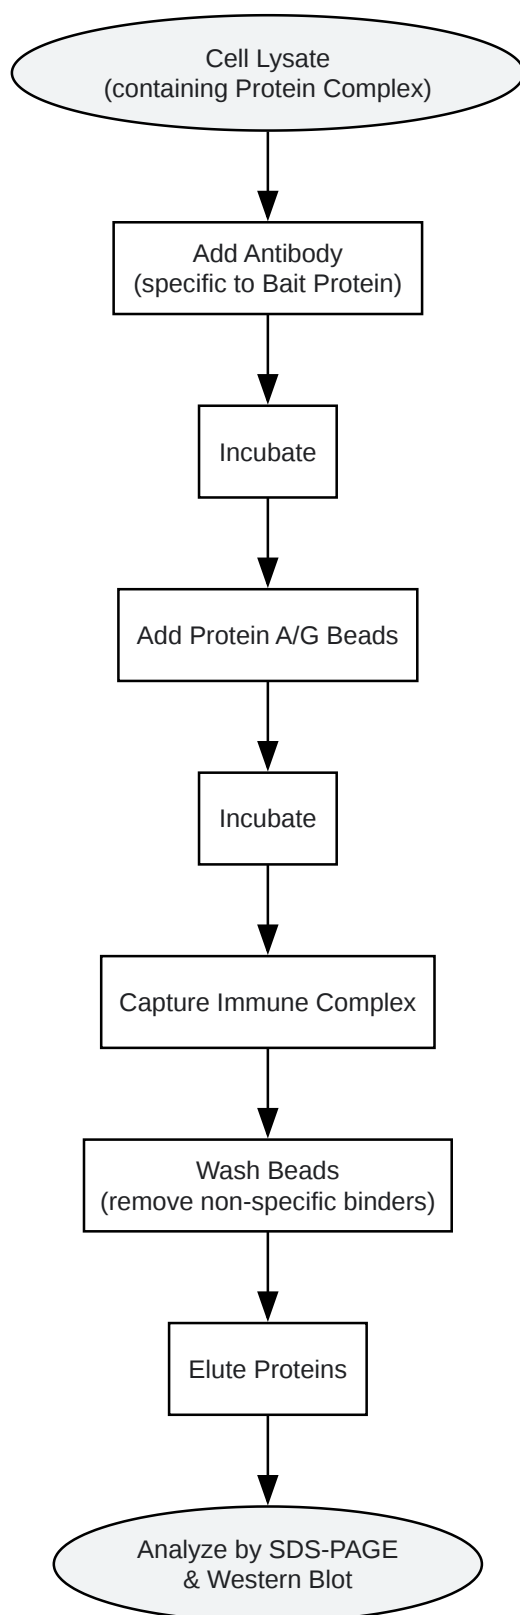 Cell Lysate
(containing Protein Complex)
Add Antibody
(specific to Bait Protein)
Incubate
Add Protein A/G Beads
Incubate
Capture Immune Complex
Wash Beads
(remove non-specific binders)
Elute Proteins
Analyze by SDS-PAGE
& Western Blot